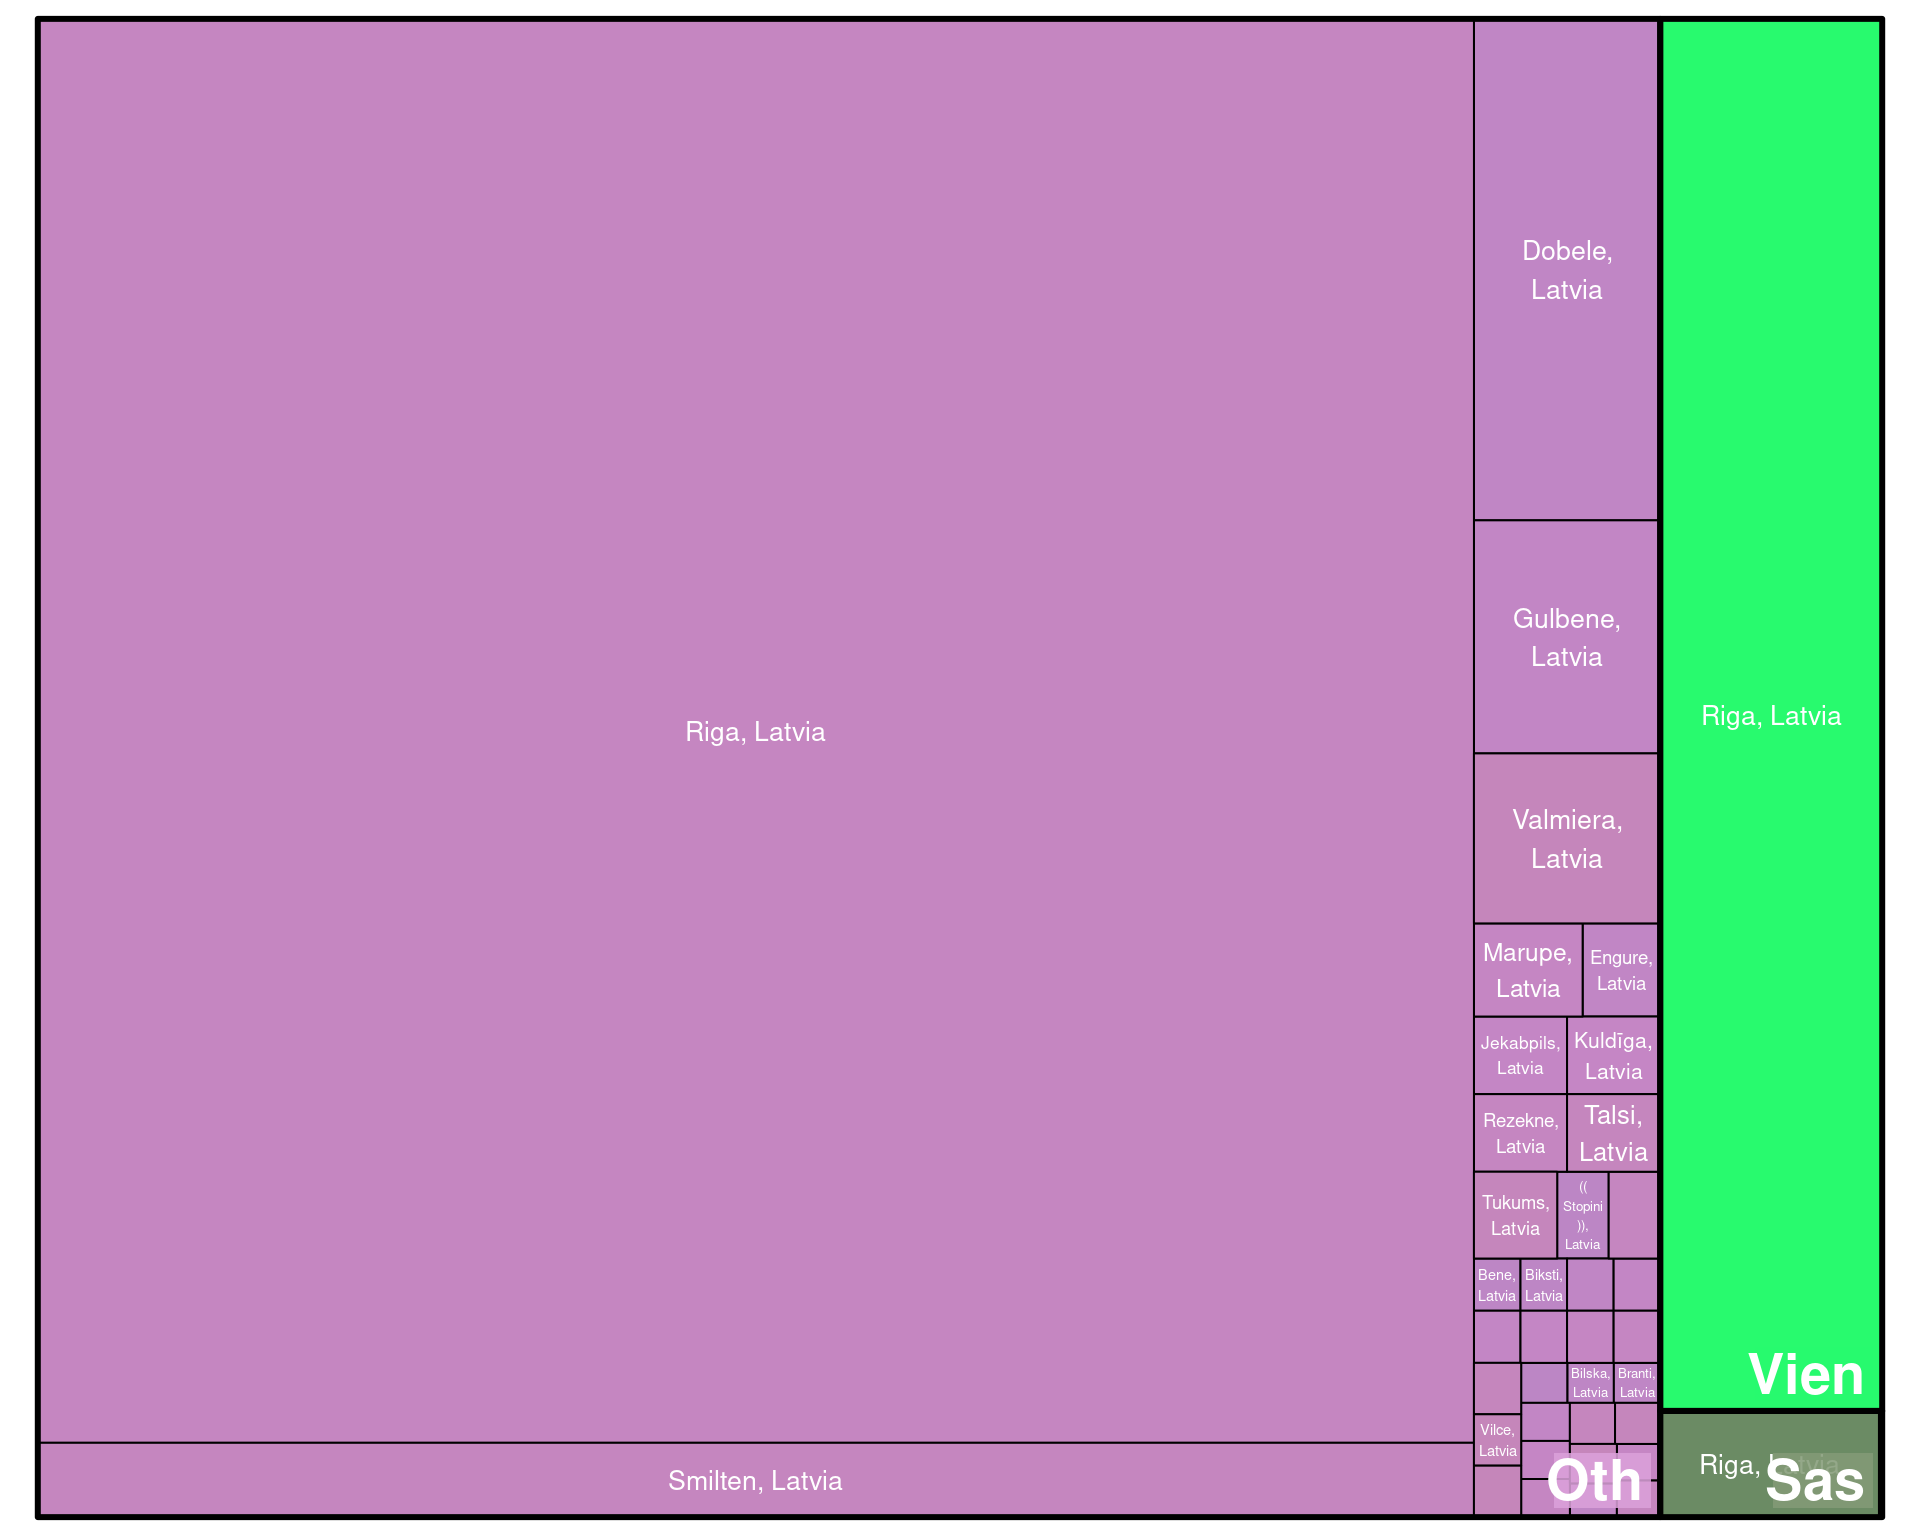 Riga, Latvia
Smilten, Latvia
Dobele,
Latvia
Gulbene,
Latvia
Valmiera,
Latvia
Marupe,
Latvia
Engure,
Latvia
Jekabpils,
Latvia
Kuldīga,
Latvia
Rezekne,
Latvia
Talsi,
Latvia
Tukums,
Latvia
((
Stopini
)),
Latvia
Bene,
Latvia
Biksti,
Latvia
Bilska,
Latvia
Branti,
Latvia
Vilce,
Latvia
Oth
Riga, Latvia
Vien
Riga, Latvia
Sas